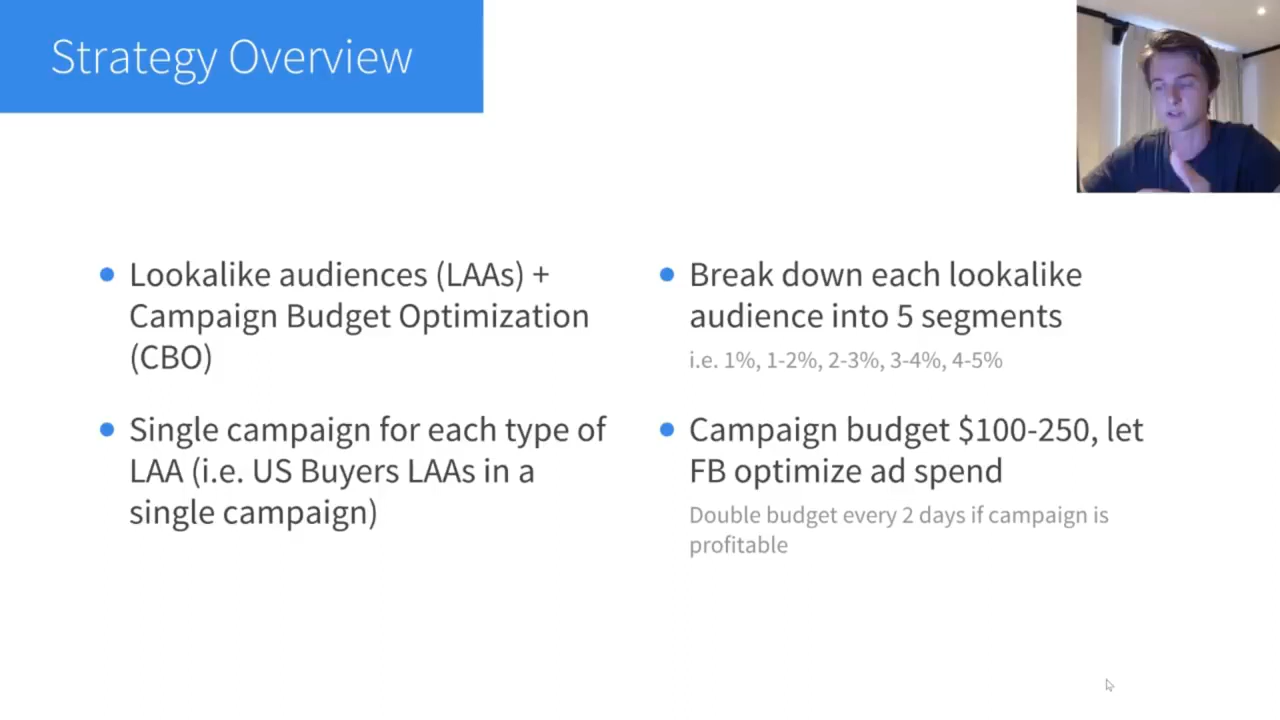 Strategy Overview
Lookalike audiences (LAAs) +
Campaign Budget Optimization
(CBO)
Single campaign for each type of
LAA (i.e. US Buyers LAAs in a
single campaign)
Break down each lookalike
audience into 5 segments
i.e. 1%, 1-2%, 2-3%, 3-4%, 4-5%
Campaign budget $100-250, let
FB optimize ad spend
Double budget every 2 days if campaign is
profitable